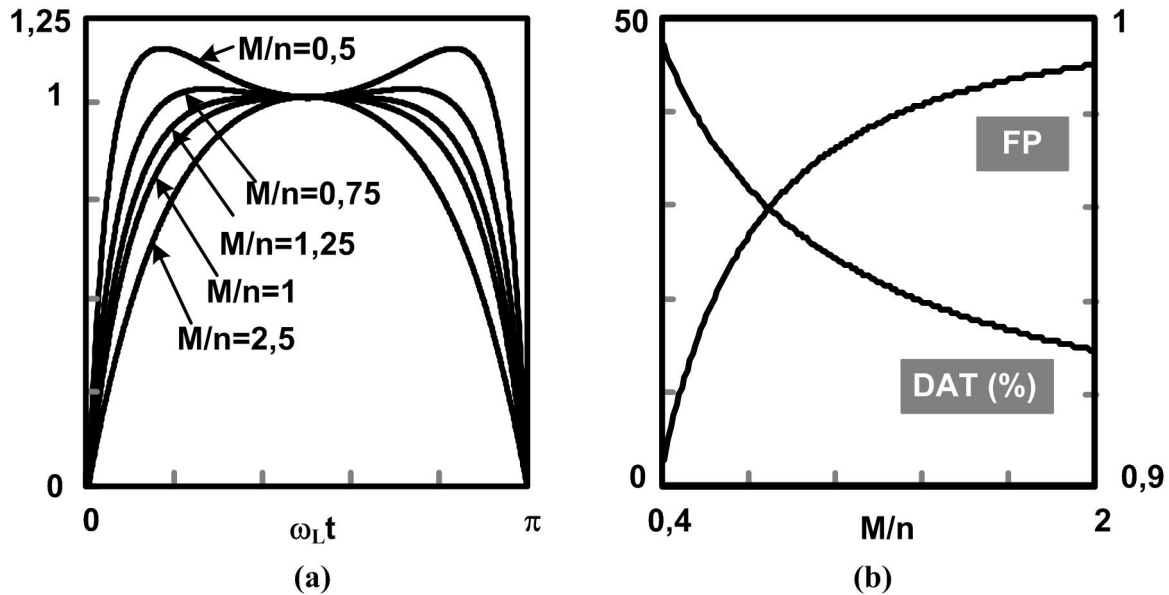 1,25
1
0
M/n=0,5
M/n=0,75
M/n=1,25
M/n=1
M/n=2,5
0
ω_L t
π
(a)
50
0
1
0,9
FP
DAT (%)
0,4
M/n
2
(b)